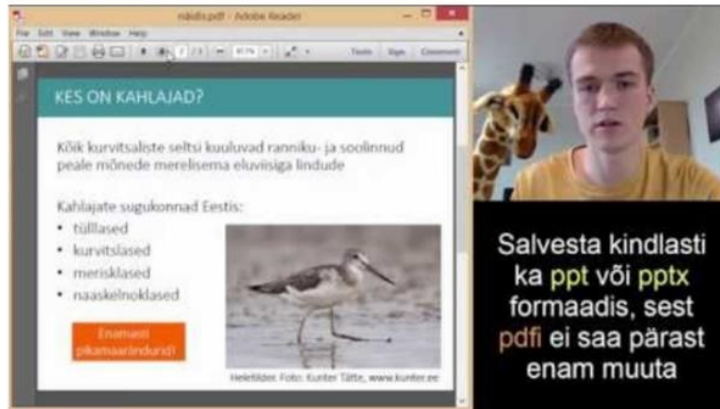 näidis.pdf - Adobe Reader
File Edit View Window Help
Tools Sign Comment
KES ON KAHLAJAD?
Kõik kurvitsaliste seltsi kuuluvad ranniku- ja soolinnud
peale mõnede merelisema eluviisiga lindude
Kahlajate sugukonnad Eestis:
• tülllased
• kurvitslased
• merisklased
• naaskelnoklased
Enamasti
pikamaarändurid!
Heletilder. Foto: Kunter Tätte, www.kunter.ee
Salvesta kindlasti
ka ppt või pptx
formaadis, sest
pdfi ei saa pärast
enam muuta